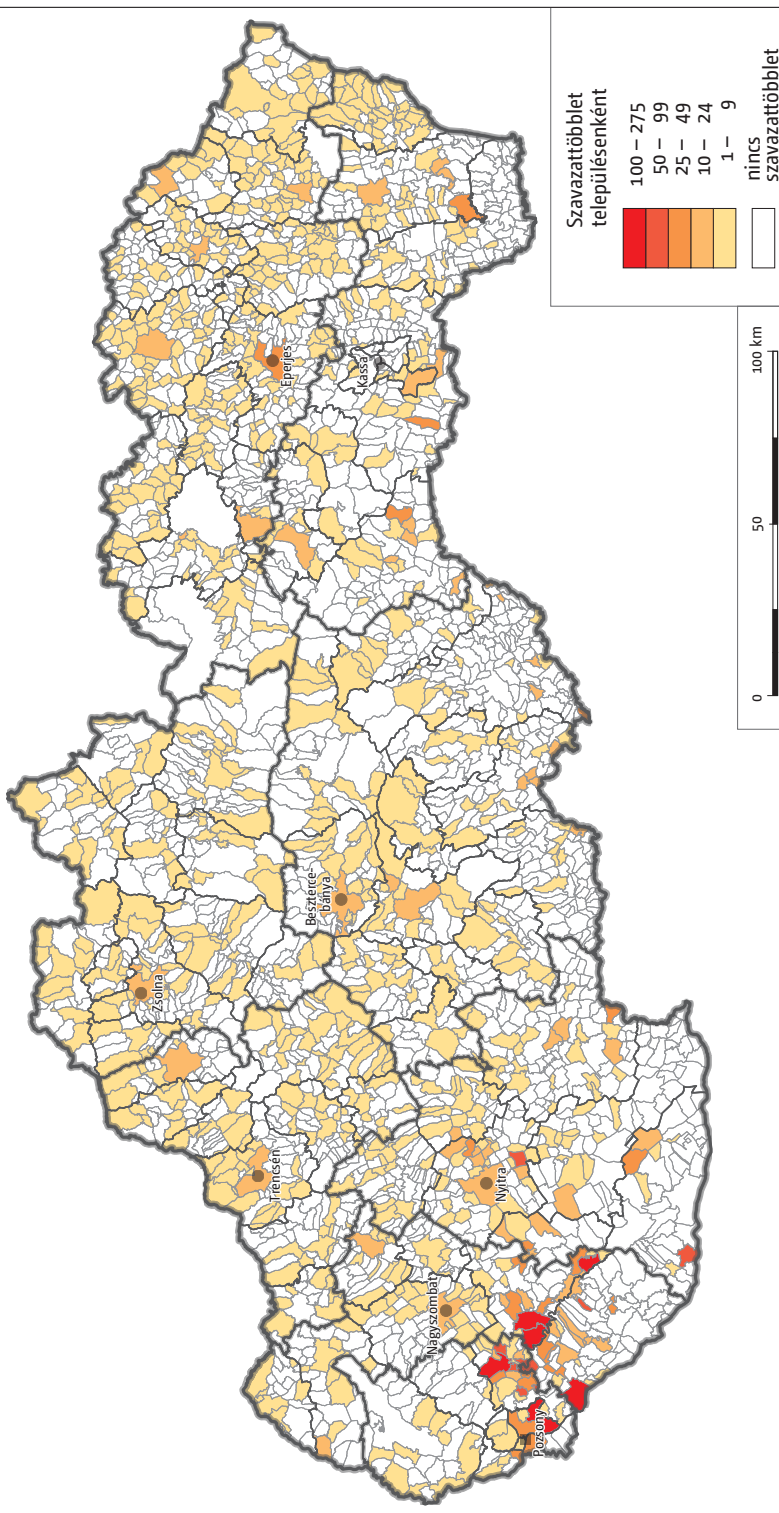 Szavazattöbblet
településenként
100 – 275
50 – 99
25 – 49
10 – 24
1 – 9
nincs
szavazattöbblet
0 50 100 km
Eperjes
Kassa
Beszterce-
bánya
Zsolna
Trencsén
Nyitra
Nagyszombat
Pozsony